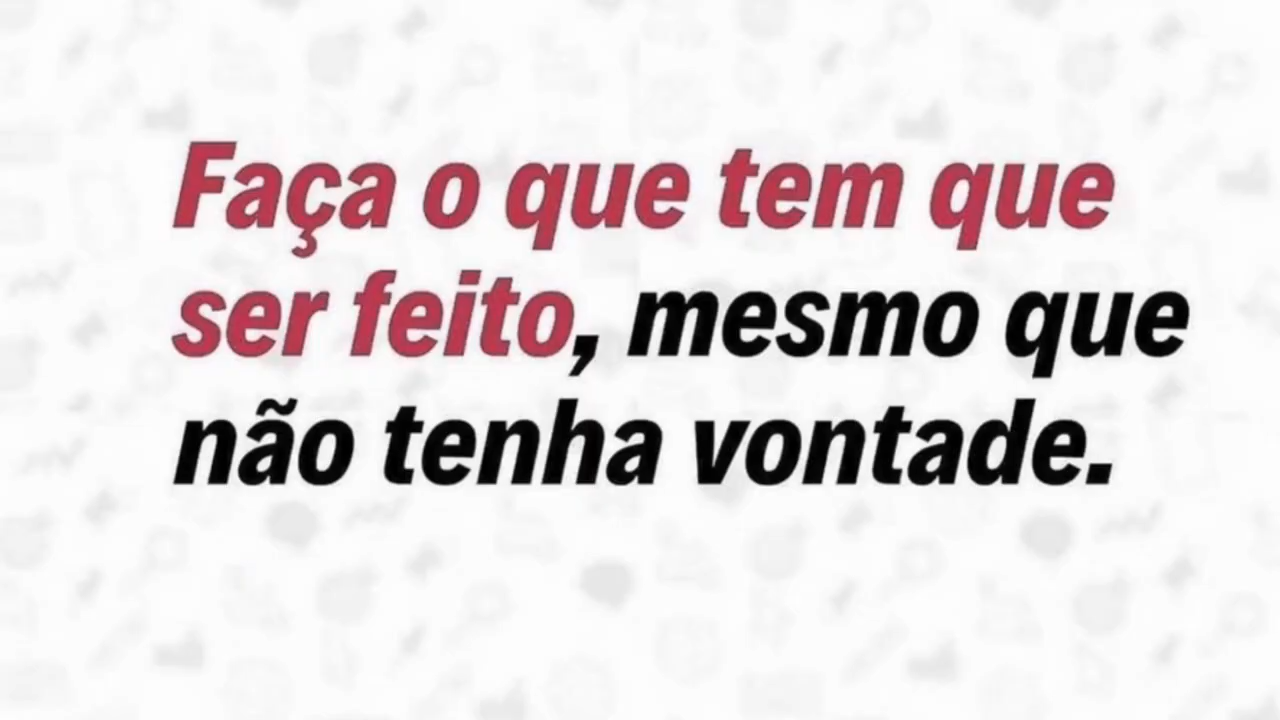 Faça o que tem que
ser feito, mesmo que
não tenha vontade.